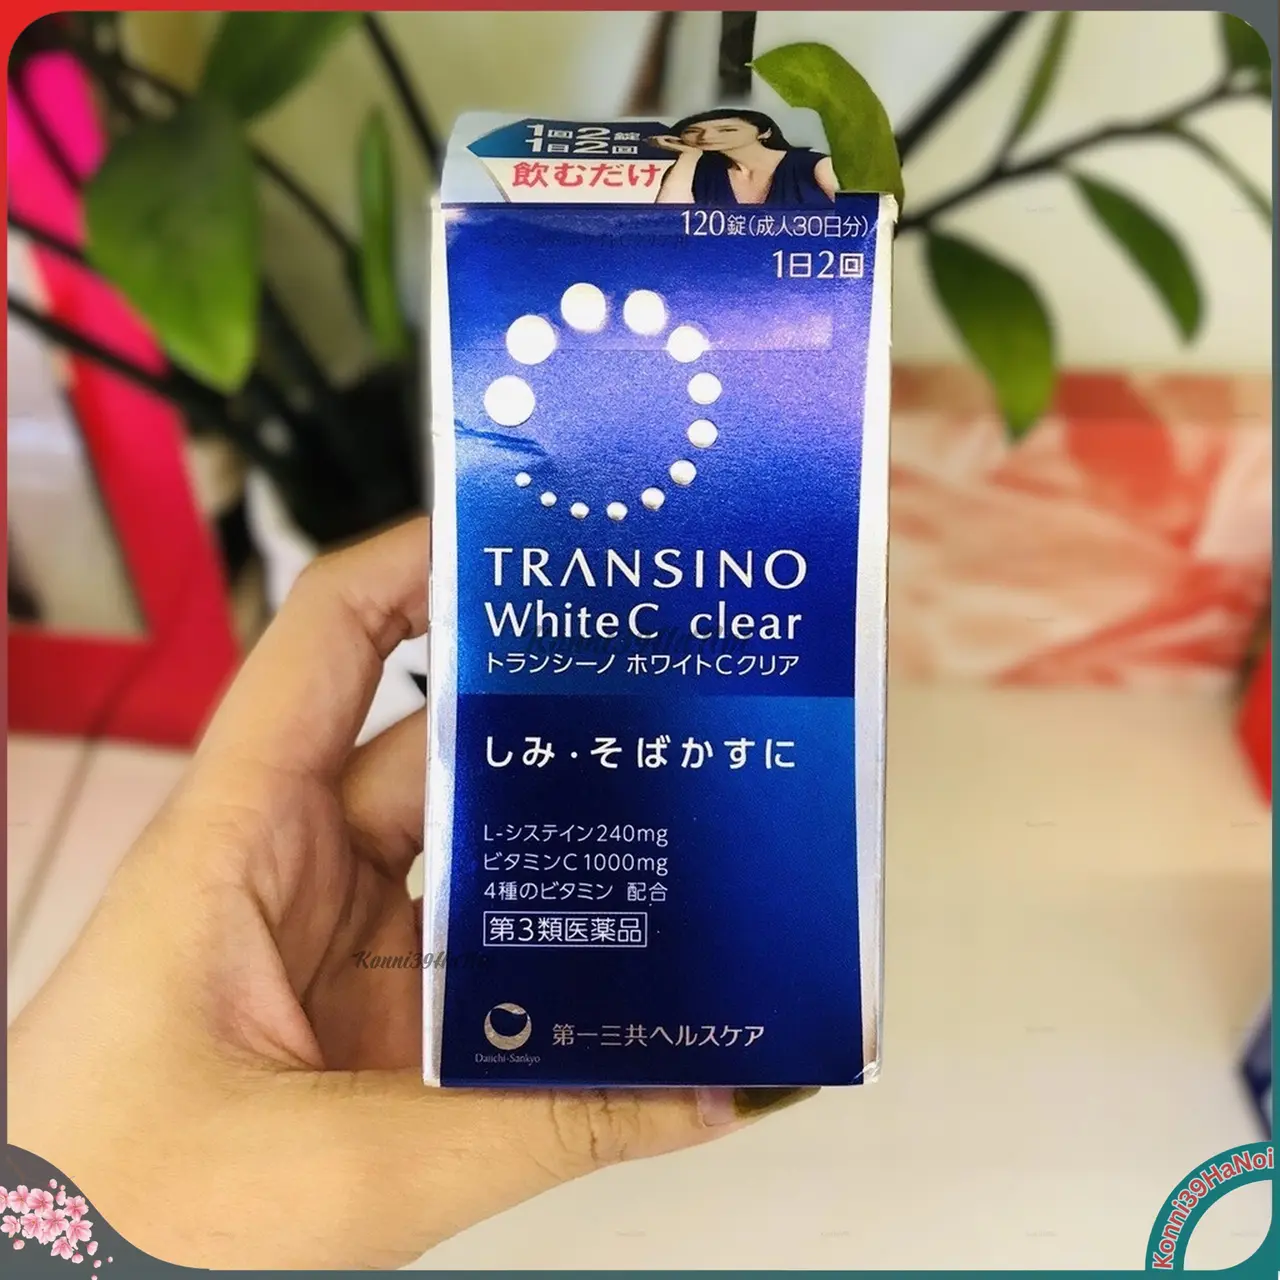 1回2錠
1日2回
飲むだけ
120錠(成人30日分)
1日2回
TRANSINO
WhiteC clear
トランシーノ ホワイトCクリア
しみ・そばかすに
L-システイン240mg
ビタミンC1000mg
4種のビタミン 配合
第3類医薬品
Konni39HaNoi
Daiichi-Sankyo
第一三共ヘルスケア
Konni39HaNoi